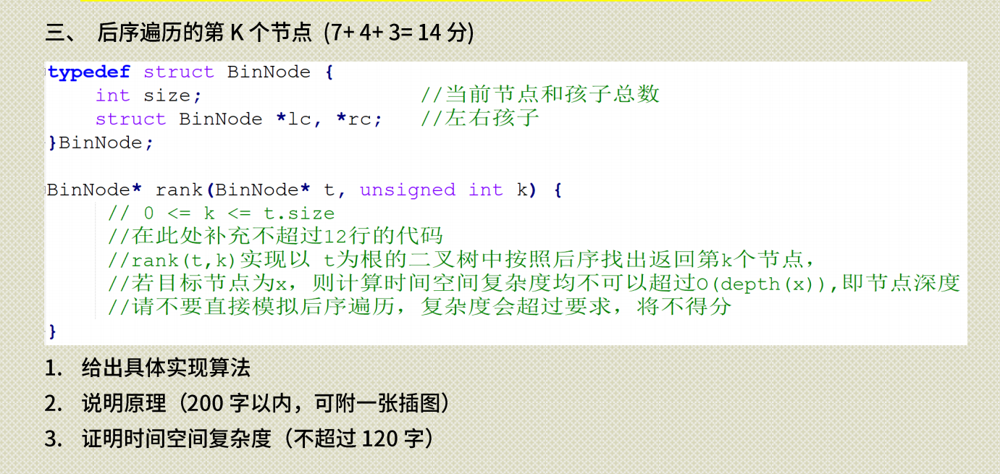 三、 后序遍历的第 K 个节点 (7+ 4+ 3= 14 分)
typedef struct BinNode {
    int size;                  //当前节点和孩子总数
    struct BinNode *lc, *rc;   //左右孩子
}BinNode;
BinNode* rank(BinNode* t, unsigned int k) {
     // 0 <= k <= t.size
     //在此处补充不超过12行的代码
     //rank(t,k)实现以 t为根的二叉树中按照后序找出返回第k个节点，
     //若目标节点为x，则计算时间空间复杂度均不可以超过O(depth(x)),即节点深度
     //请不要直接模拟后序遍历，复杂度会超过要求，将不得分
}
1. 给出具体实现算法
2. 说明原理（200 字以内，可附一张插图）
3. 证明时间空间复杂度（不超过 120 字）